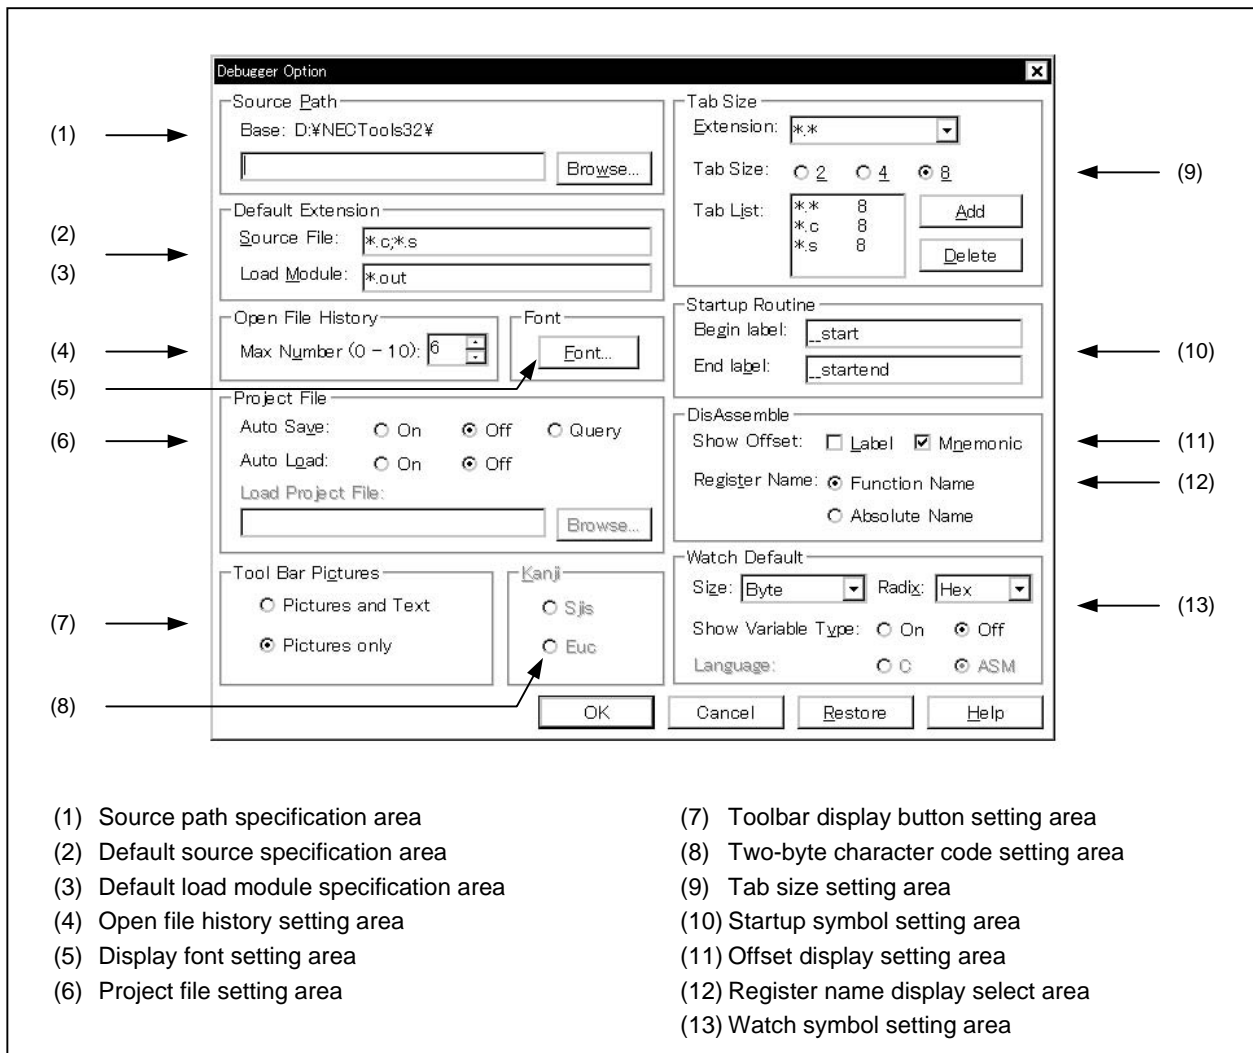 Debugger Option
Source Path
(1)
Base: D:¥NECTools32¥
Browse...
Default Extension
(2)
Source File: *.c;*.s
(3)
Load Module: *.out
Open File History
(4)
Max Number (0 - 10): 6
Font
Font...
(5)
Project File
(6)
Auto Save: On Off Query
Auto Load: On Off
Load Project File:
Browse...
Tool Bar Pictures
Pictures and Text
(7)
Pictures only
Kanji
Sjis
Euc
(8)
Tab Size
Extension: *.*
Tab Size: 2 4 8
(9)
Tab List: *.* 8
*.c 8
*.s 8
Add
Delete
Startup Routine
Begin label: __start
(10)
End label: __startend
DisAssemble
Show Offset: Label Mnemonic
(11)
Register Name: Function Name
(12)
Absolute Name
Watch Default
Size: Byte Radix: Hex
(13)
Show Variable Type: On Off
Language: C ASM
OK Cancel Restore Help
(1) Source path specification area
(2) Default source specification area
(3) Default load module specification area
(4) Open file history setting area
(5) Display font setting area
(6) Project file setting area
(7) Toolbar display button setting area
(8) Two-byte character code setting area
(9) Tab size setting area
(10) Startup symbol setting area
(11) Offset display setting area
(12) Register name display select area
(13) Watch symbol setting area